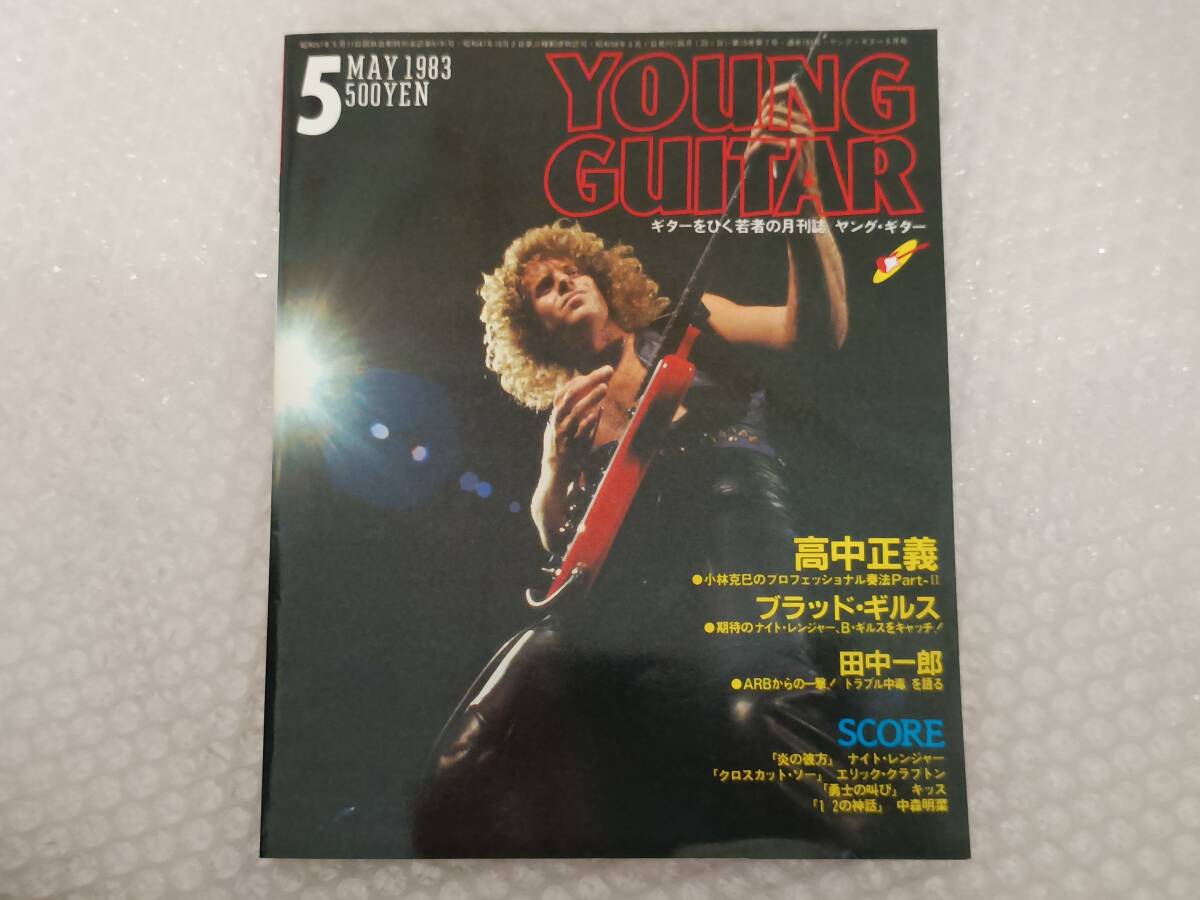 5
MAY 1983
500YEN
YOUNG
GUITAR
ギターをひく若者の月刊誌 ヤング・ギター
高中正義
●小林克巳のプロフェッショナル奏法Part-II
ブラッド・ギルス
●期待のナイト・レンジャー、B・ギルスをキャッチ!
田中一郎
●ARBからの一撃! トラブル中毒 を語る
SCORE
「炎の彼方」 ナイト・レンジャー
「クロスカット・ソー」 エリック・クラプトン
「勇士の叫び」 キッス
「1 2の神話」 中森明菜